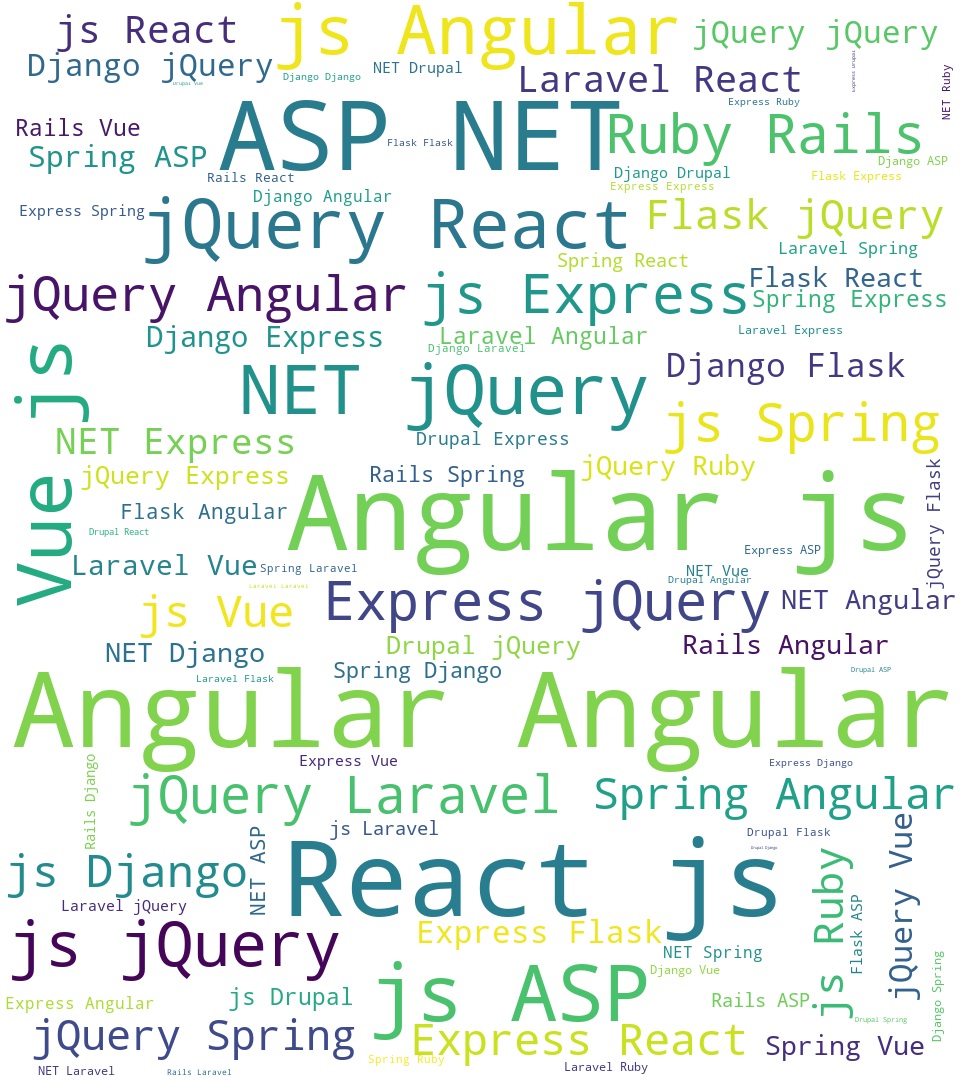 js React
js Angular
jQuery jQuery
Django jQuery
NET Drupal
Django Django
Drupal Vue
Laravel React
Express Drupal
NET Ruby
Express Ruby
Rails Vue
ASP NET
Flask Flask
Ruby Rails
Spring ASP
Rails React
Django Drupal
Django ASP
Express Express
Flask Express
Django Angular
Express Spring
jQuery React
Flask jQuery
Laravel Spring
Spring React
Flask React
jQuery Angular
js Express
Spring Express
Django Express
Laravel Angular
Laravel Express
Django Laravel
Vue js
NET jQuery
Django Flask
js Spring
NET Express
Drupal Express
jQuery Express
Rails Spring
jQuery Ruby
jQuery Flask
Flask Angular
Angular js
Drupal React
Express ASP
Laravel Vue
Spring Laravel
NET Vue
Drupal Angular
Laravel Laravel
js Vue
Express jQuery
NET Angular
NET Django
Drupal jQuery
Rails Angular
Spring Django
Laravel Flask
Drupal ASP
Angular Angular
Express Vue
Express Django
Rails Django
jQuery Laravel
Spring Angular
js Laravel
Drupal Flask
jQuery Vue
NET ASP
React js
Drupal Django
js Django
js Ruby
Flask ASP
Laravel jQuery
js jQuery
Express Flask
NET Spring
Django Vue
Django Spring
js ASP
Express Angular
js Drupal
Rails ASP
Drupal Spring
jQuery Spring
Express React
Spring Vue
Spring Ruby
NET Laravel
Rails Laravel
Laravel Ruby